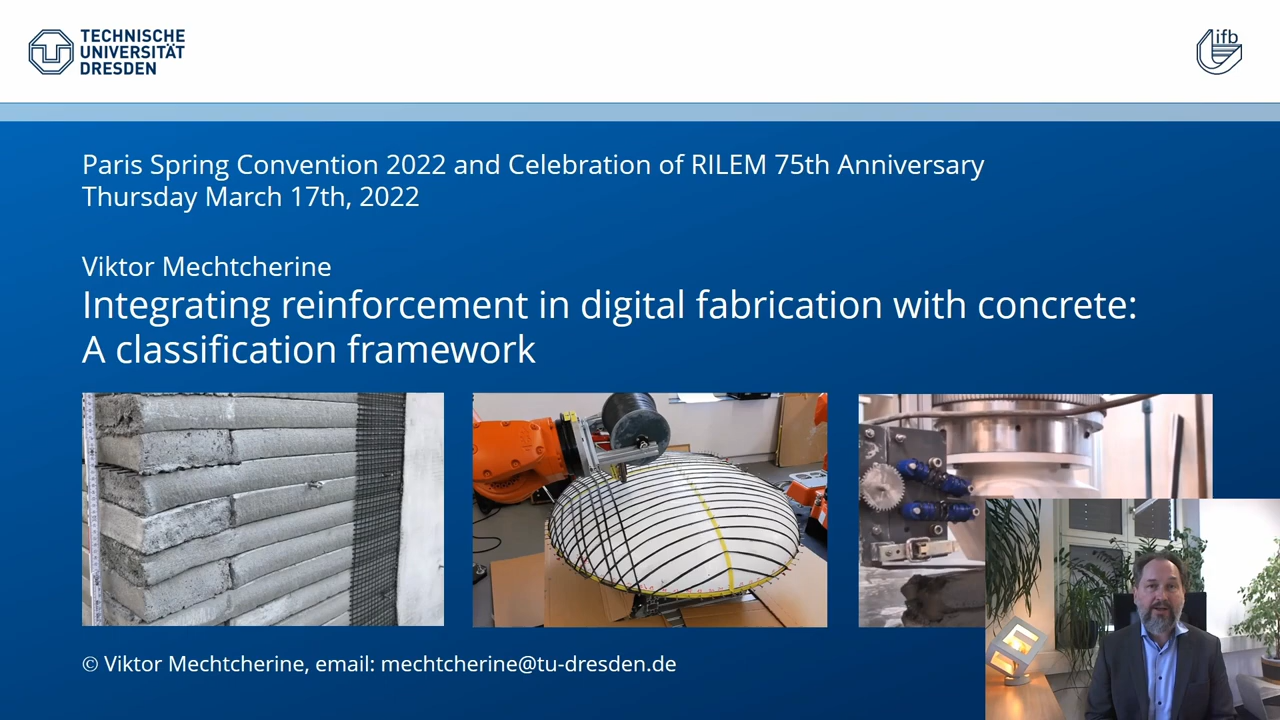 TECHNISCHE
UNIVERSITÄT
DRESDEN
ifb
Paris Spring Convention 2022 and Celebration of RILEM 75th Anniversary
Thursday March 17th, 2022
Viktor Mechtcherine
Integrating reinforcement in digital fabrication with concrete:
A classification framework
© Viktor Mechtcherine, email: mechtcherine@tu-dresden.de